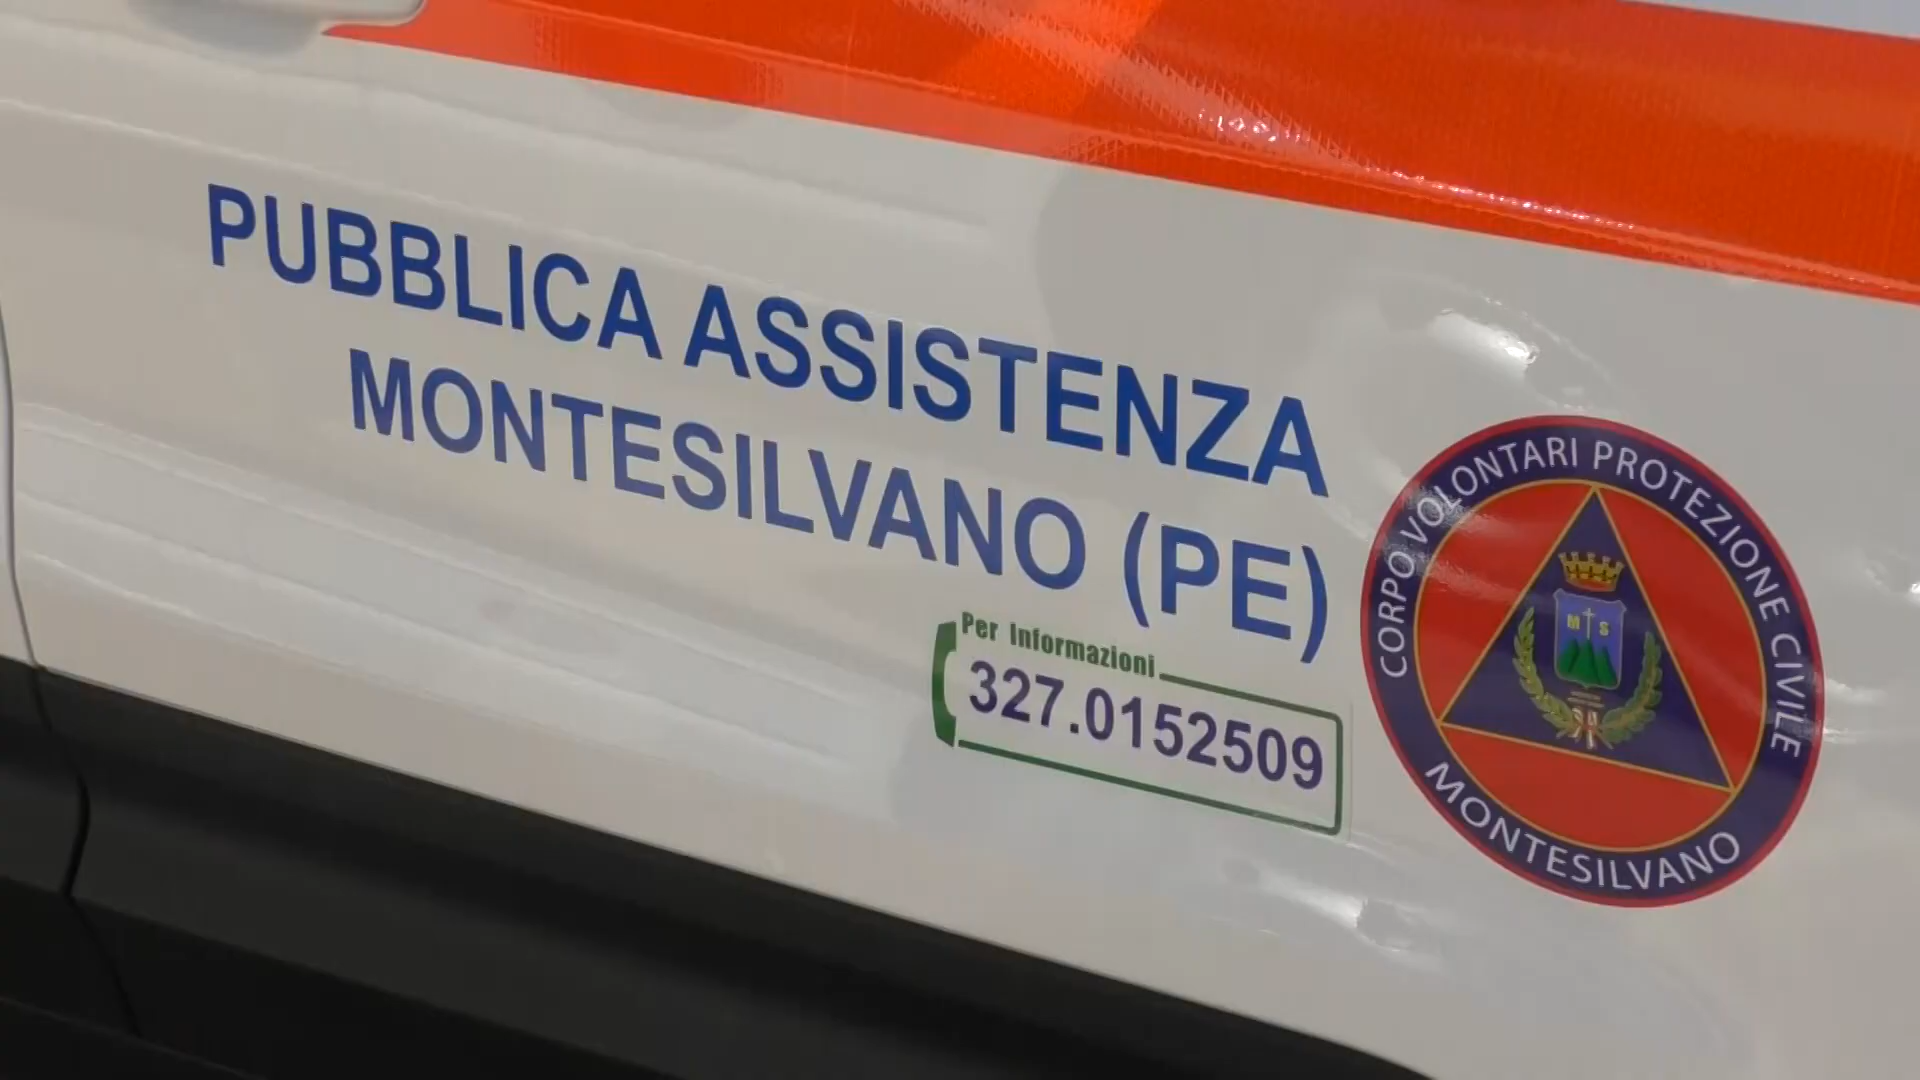 PUBBLICA ASSISTENZA
MONTESILVANO (PE)
Per Informazioni
327.0152509
CORPO VOLONTARI PROTEZIONE CIVILE
M S
MONTESILVANO